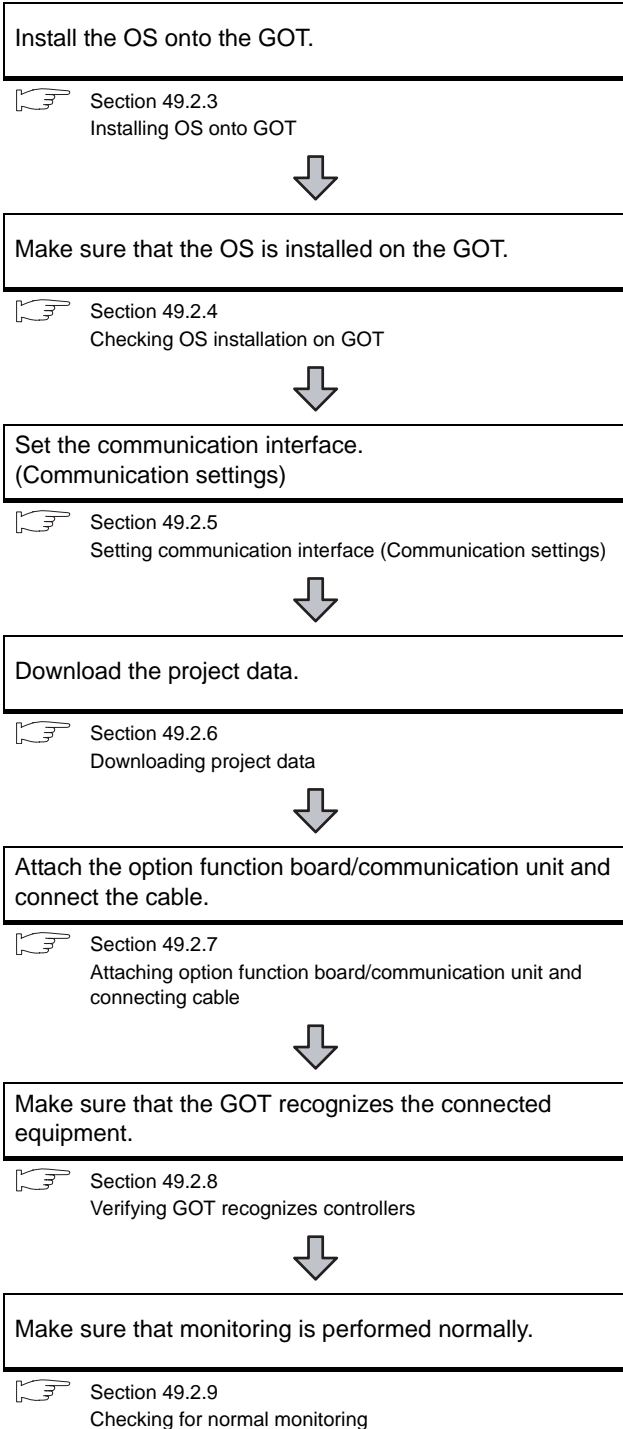 Install the OS onto the GOT.
Section 49.2.3
Installing OS onto GOT
Make sure that the OS is installed on the GOT.
Section 49.2.4
Checking OS installation on GOT
Set the communication interface.
(Communication settings)
Section 49.2.5
Setting communication interface (Communication settings)
Download the project data.
Section 49.2.6
Downloading project data
Attach the option function board/communication unit and
connect the cable.
Section 49.2.7
Attaching option function board/communication unit and
connecting cable
Make sure that the GOT recognizes the connected
equipment.
Section 49.2.8
Verifying GOT recognizes controllers
Make sure that monitoring is performed normally.
Section 49.2.9
Checking for normal monitoring